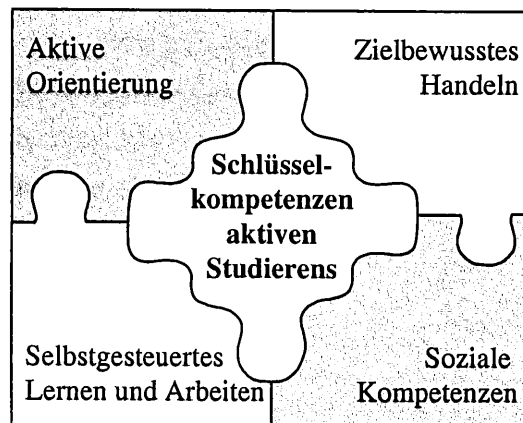 Aktive
Orientierung
Zielbewusstes
Handeln
Schlüssel-
kompetenzen
aktiven
Studierens
Selbstgesteuertes
Lernen und Arbeiten
Soziale
Kompetenzen